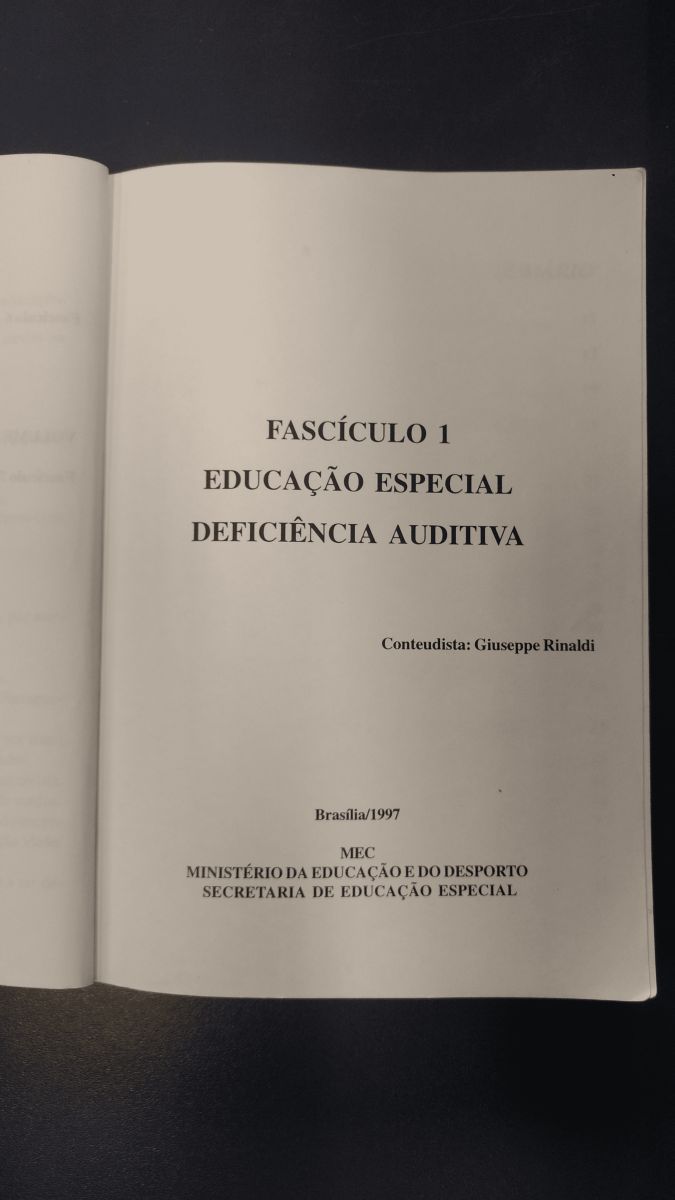 FASCÍCULO 1
EDUCAÇÃO ESPECIAL
DEFICIÊNCIA AUDITIVA
Conteudista: Giuseppe Rinaldi
Brasília/1997
MEC
MINISTÉRIO DA EDUCAÇÃO E DO DESPORTO
SECRETARIA DE EDUCAÇÃO ESPECIAL